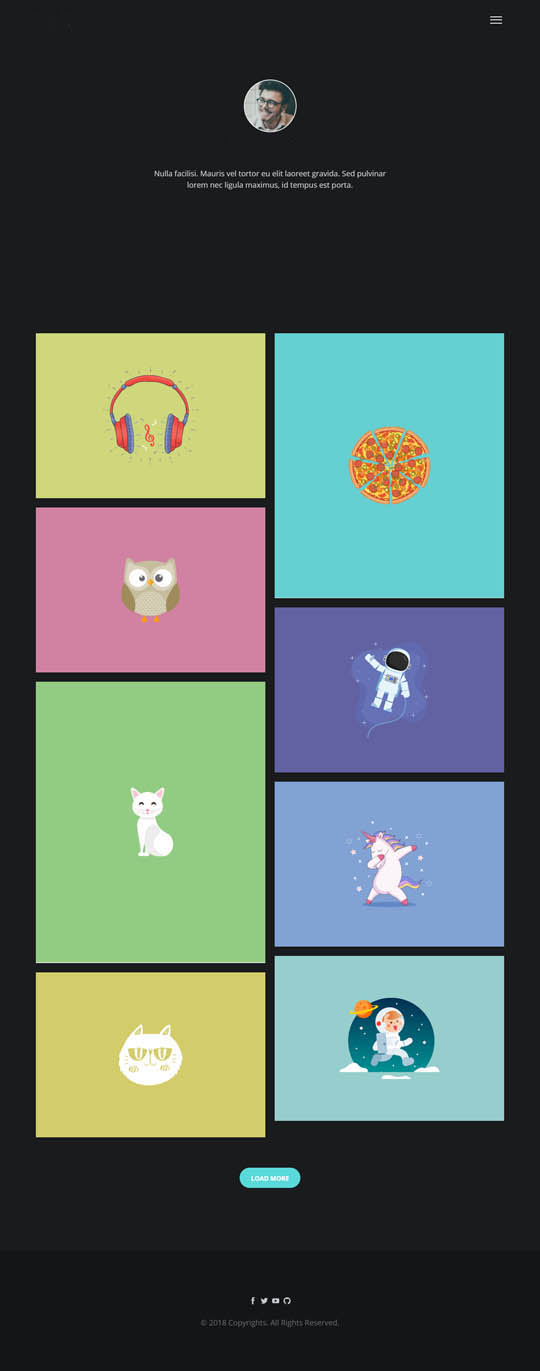 Nulla facilisi. Mauris vel tortor eu elit laoreet gravida. Sed pulvinar
lorem nec ligula maximus, id tempus est porta.
LOAD MORE
© 2018 Copyrights. All Rights Reserved.